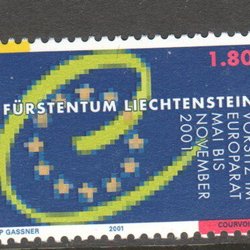 1.80
FÜRSTENTUM LIECHTENSTEIN
VORSITZ IM
EUROPARAT
MAI BIS
NOVEMBER
2001
P GASSNER
2001
COURVOI